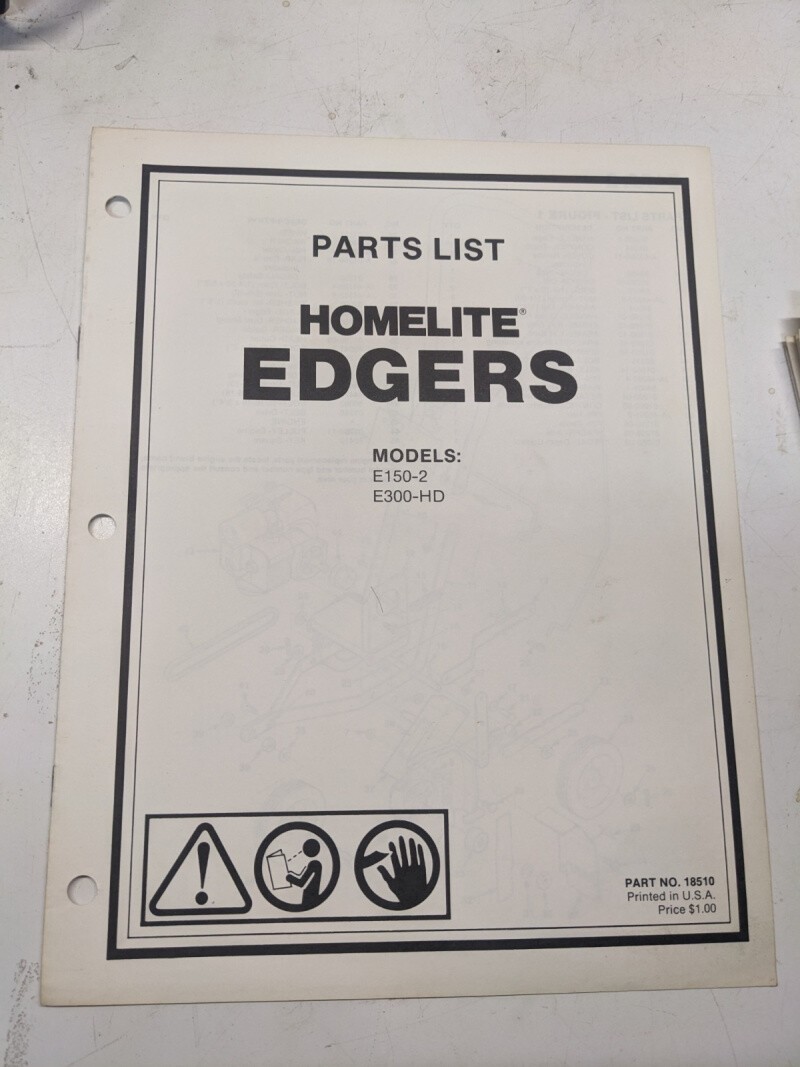 PARTS LIST
HOMELITE®
EDGERS
MODELS:
E150-2
E300-HD
PART NO. 18510
Printed in U.S.A.
Price $1.00